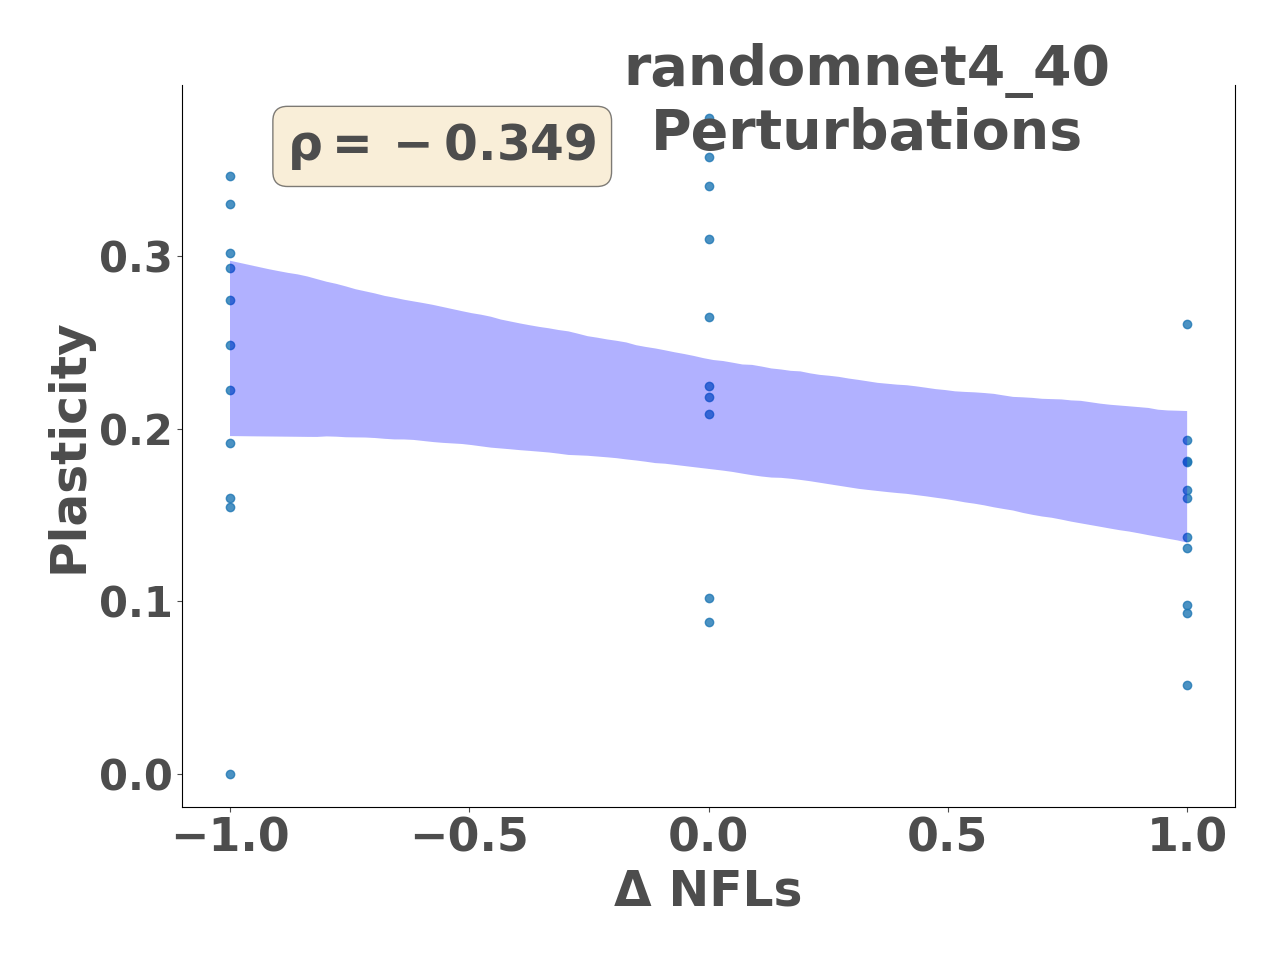 randomnet4_40
Perturbations
ρ = −0.349
Plasticity
0.3
0.2
0.1
0.0
−1.0 −0.5 0.0 0.5 1.0
Δ NFLs